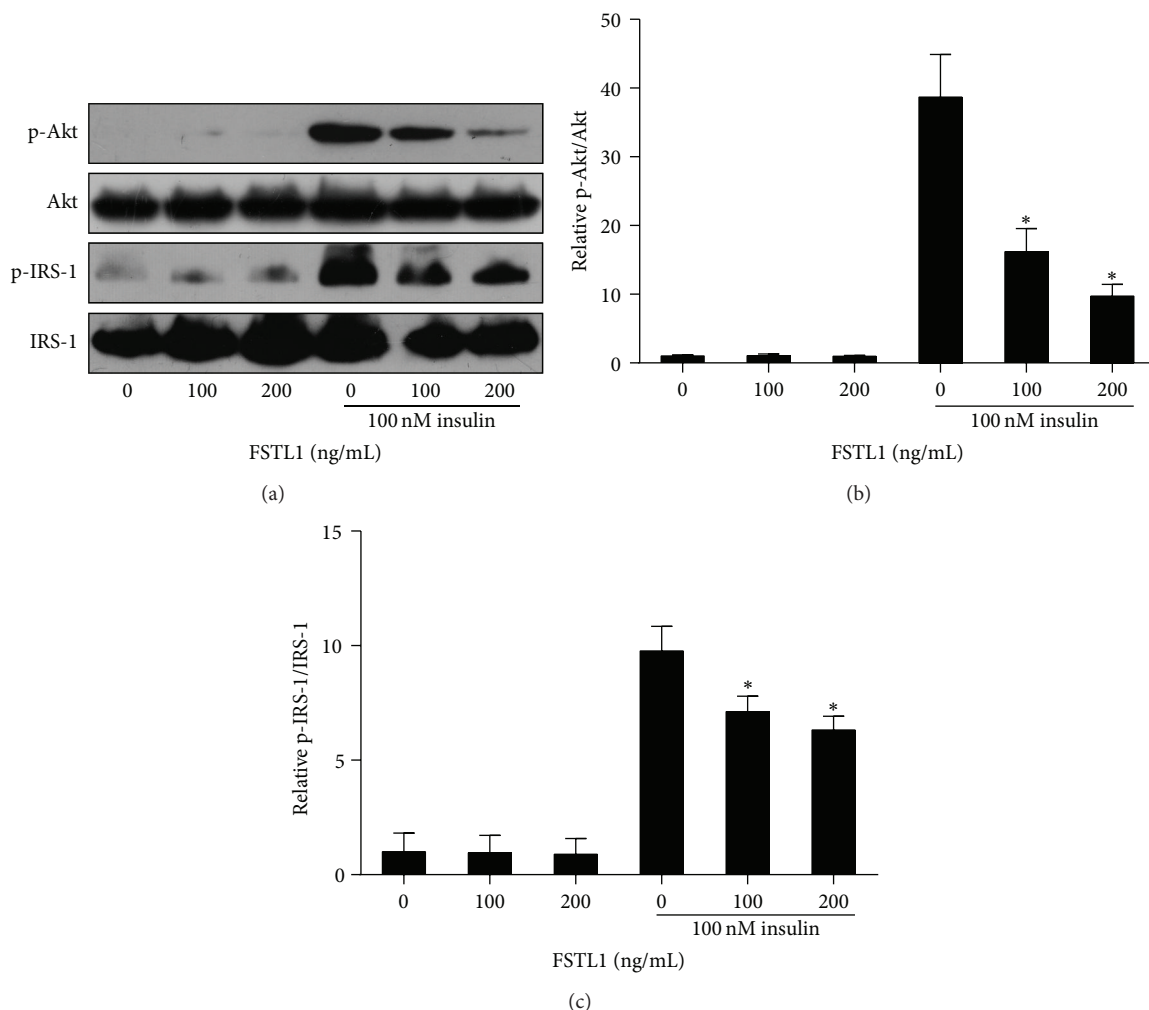 p-Akt
Akt
p-IRS-1
IRS-1
0 100 200 0 100 200
100 nM insulin
FSTL1 (ng/mL)
(a)
Relative p-Akt/Akt
50
40
30
20
10
0
*
*
0 100 200 0 100 200
100 nM insulin
FSTL1 (ng/mL)
(b)
Relative p-IRS-1/IRS-1
15
10
5
0
*
*
0 100 200 0 100 200
100 nM insulin
FSTL1 (ng/mL)
(c)